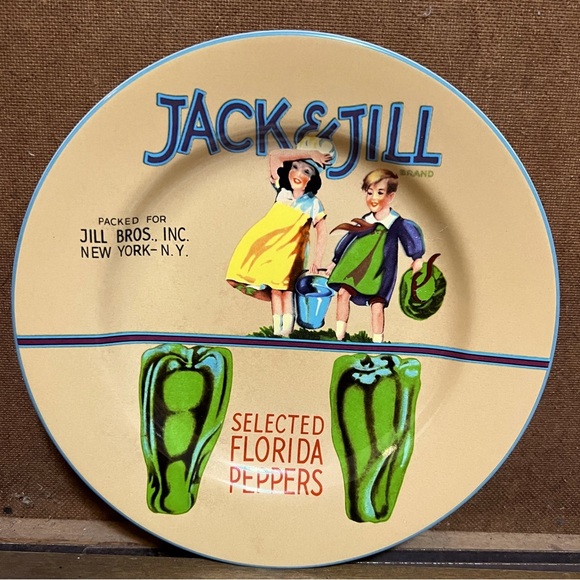 JACK & JILL
BRAND
PACKED FOR
JILL BROS., INC.
NEW YORK - N.Y.
SELECTED
FLORIDA
PEPPERS